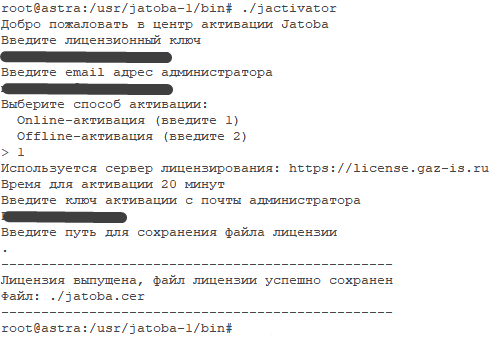 root@astra:/usr/jatoba-1/bin# ./jactivator
Добро пожаловать в центр активации Jatoba
Введите лицензионный ключ
Введите email адрес администратора
Выберите способ активации:
Online-активация (введите 1)
Offline-активация (введите 2)
> 1
Используется сервер лицензирования: https://license.gaz-is.ru
Время для активации 20 минут
Введите ключ активации с почты администратора
Введите путь для сохранения файла лицензии
.
--------------------------------------------------
Лицензия выпущена, файл лицензии успешно сохранен
Файл: ./jatoba.cer
--------------------------------------------------
root@astra:/usr/jatoba-1/bin#